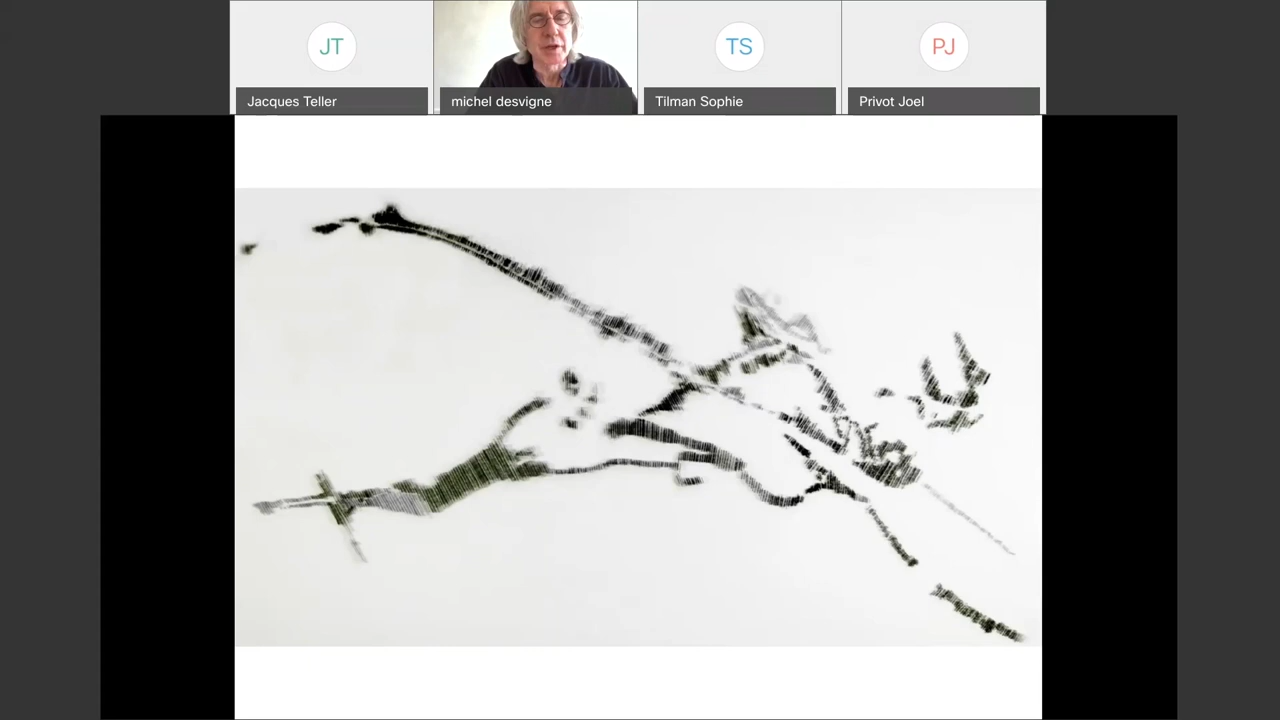 JT
TS
PJ
Jacques Teller
michel desvigne
Tilman Sophie
Privot Joel